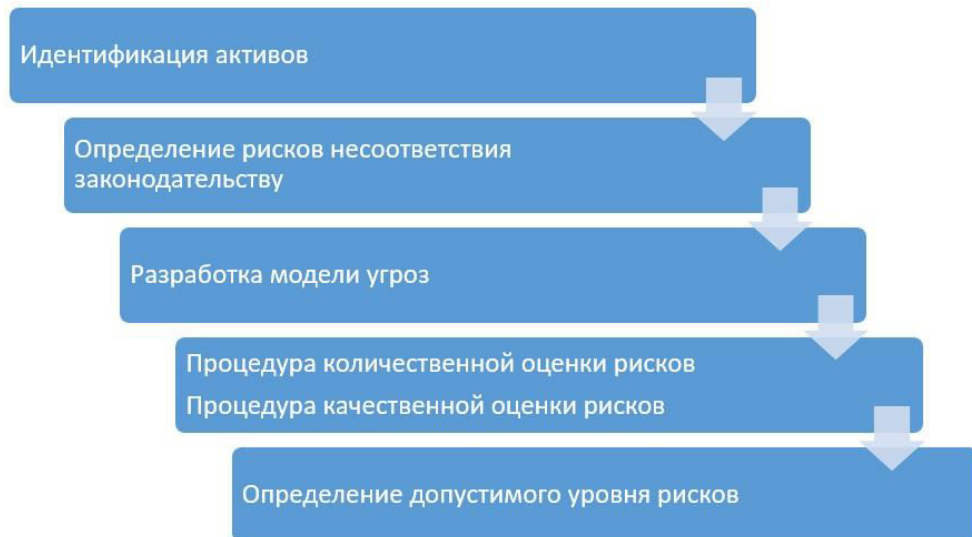 Идентификация активов
Определение рисков несоответствия
законодательству
Разработка модели угроз
Процедура количественной оценки рисков
Процедура качественной оценки рисков
Определение допустимого уровня рисков